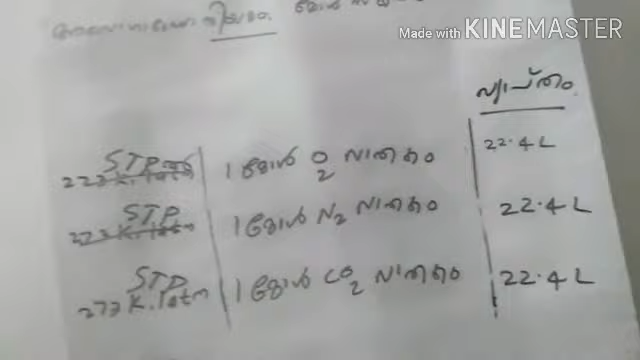 Made with KINEMASTER
നിയമം.
വ്യാപ്തം.
STP
1 മോൾ O2 വാതകം 22.4 L
STP
1 മോൾ N2 വാതകം 22.4 L
STP
273 K. 1atm 1 മോൾ CO2 വാതകം 22.4 L